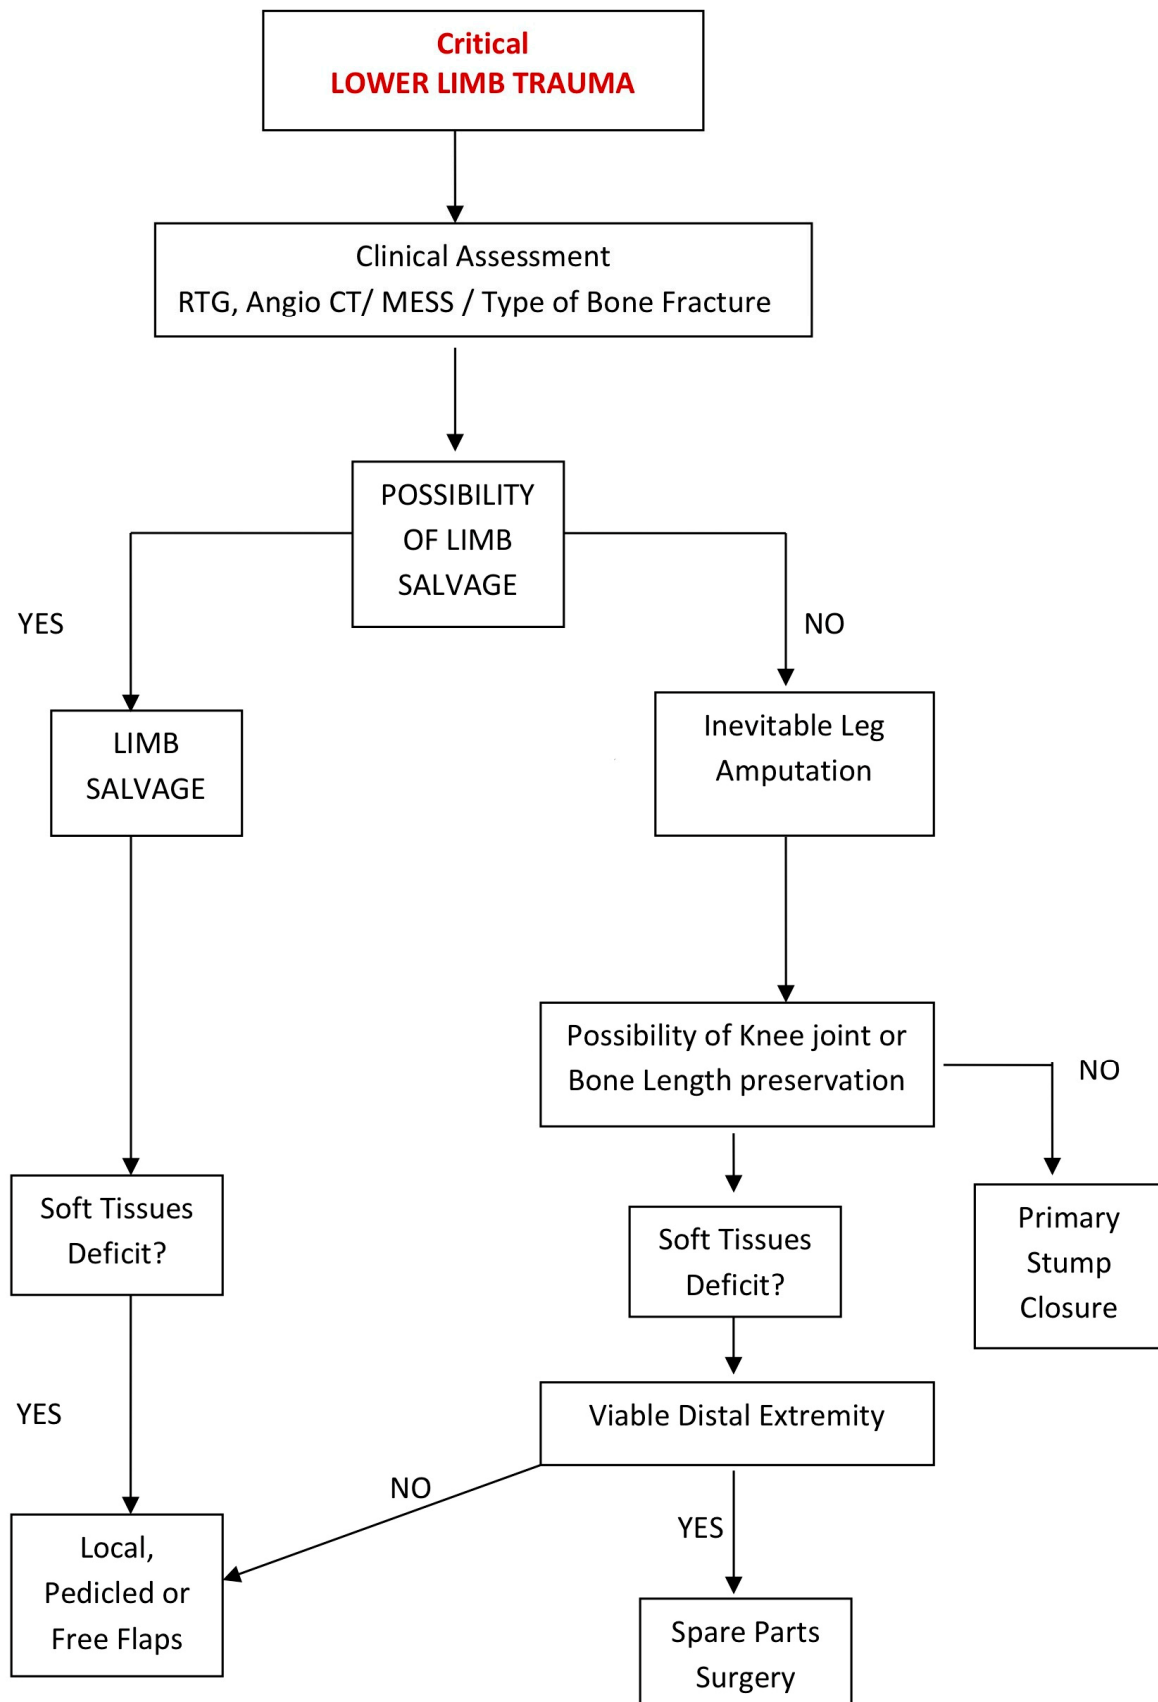 Critical
LOWER LIMB TRAUMA
Clinical Assessment
RTG, Angio CT/ MESS / Type of Bone Fracture
POSSIBILITY
OF LIMB
SALVAGE
YES
NO
LIMB
SALVAGE
Inevitable Leg
Amputation
Possibility of Knee joint or
Bone Length preservation
NO
Soft Tissues
Deficit?
Soft Tissues
Deficit?
Primary
Stump
Closure
YES
Viable Distal Extremity
NO
YES
Local,
Pedicled or
Free Flaps
Spare Parts
Surgery